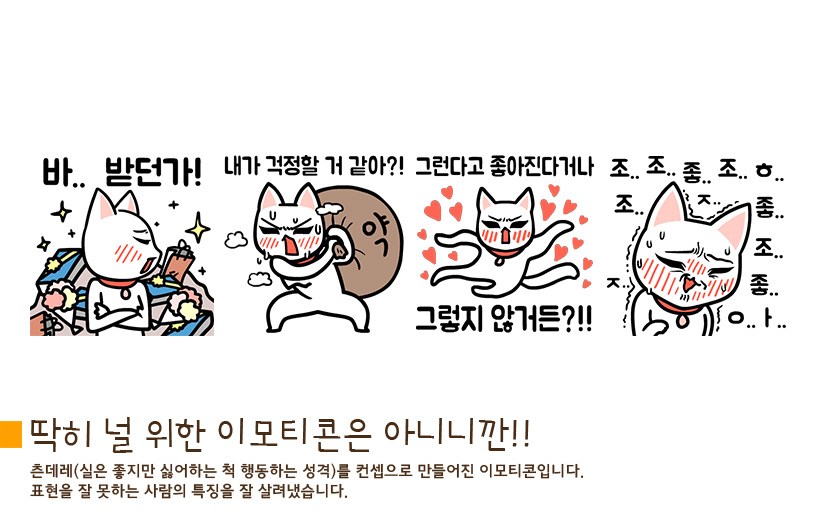 바.. 받던가!
내가 걱정할 거 같아?!
약
그런다고 좋아진다거나
그렇지 않거든?!!
조.. 조.. 좋.. 조.. ㅎ..
조.. ㅈ.. 좋..
조..
ㅈ.. 좋..
ㅇ.. ㅏ..
딱히 널 위한 이모티콘은 아니니깐!!
츤데레(실은 좋지만 싫어하는 척 행동하는 성격)를 컨셉으로 만들어진 이모티콘입니다.
표현을 잘 못하는 사람의 특징을 잘 살려냈습니다.